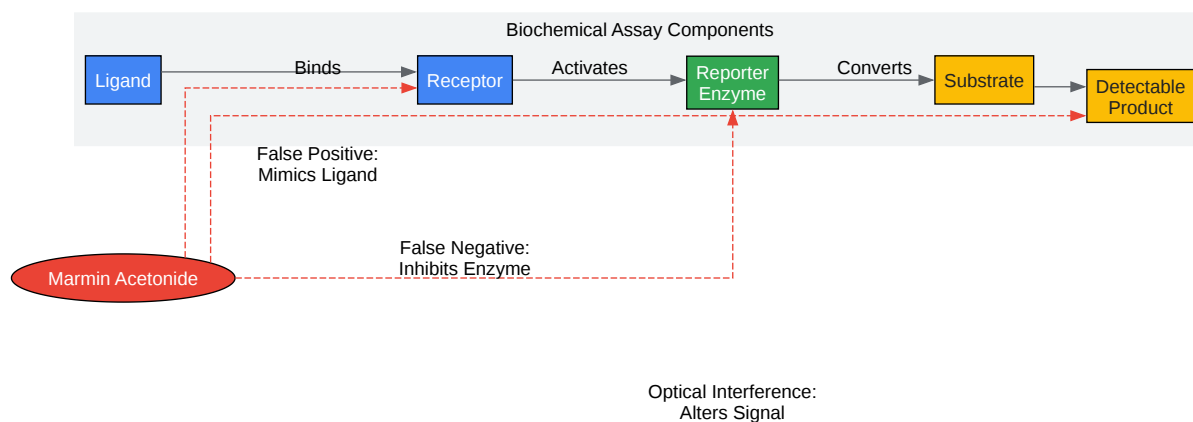 Biochemical Assay Components
Ligand
Binds
Receptor
Activates
Reporter
Enzyme
Converts
Substrate
Detectable
Product
False Positive:
Mimics Ligand
False Negative:
Inhibits Enzyme
Marmin Acetonide
Optical Interference:
Alters Signal